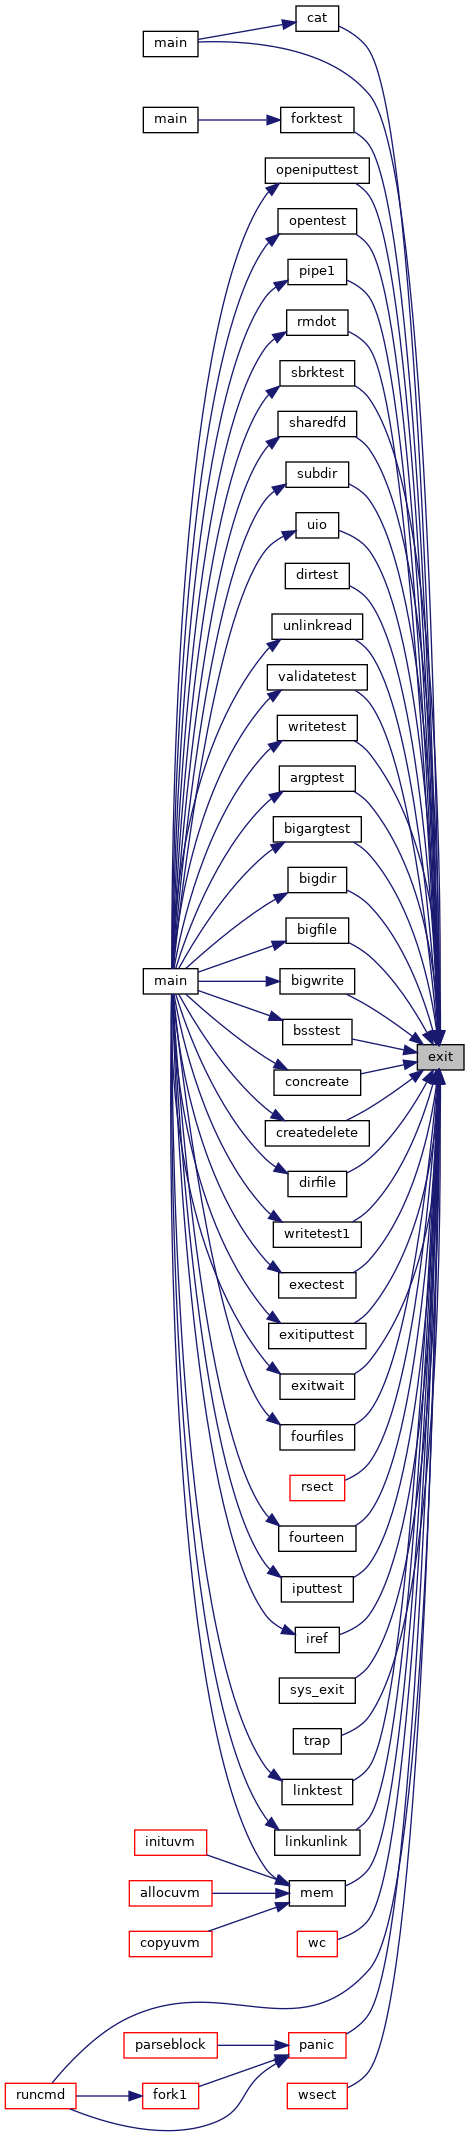 cat
main
main
forktest
openiputtest
opentest
pipe1
rmdot
sbrktest
sharedfd
subdir
uio
dirtest
unlinkread
validatetest
writetest
argptest
bigargtest
bigdir
bigfile
main
bigwrite
bsstest
exit
concreate
createdelete
dirfile
writetest1
exectest
exitiputtest
exitwait
fourfiles
rsect
fourteen
iputtest
iref
sys_exit
trap
linktest
linkunlink
inituvm
mem
allocuvm
copyuvm
wc
parseblock
panic
runcmd
fork1
wsect